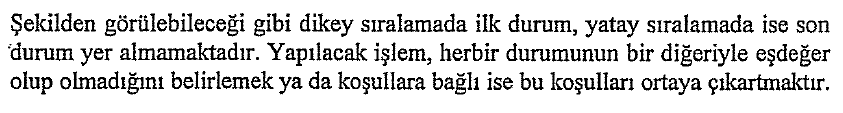 Şekilden görülebileceği gibi dikey sıralamada ilk durum, yatay sıralamada ise son
durum yer almamaktadır. Yapılacak işlem, herbir durumunun bir diğeriyle eşdeğer
olup olmadığını belirlemek ya da koşullara bağlı ise bu koşulları ortaya çıkartmaktır.